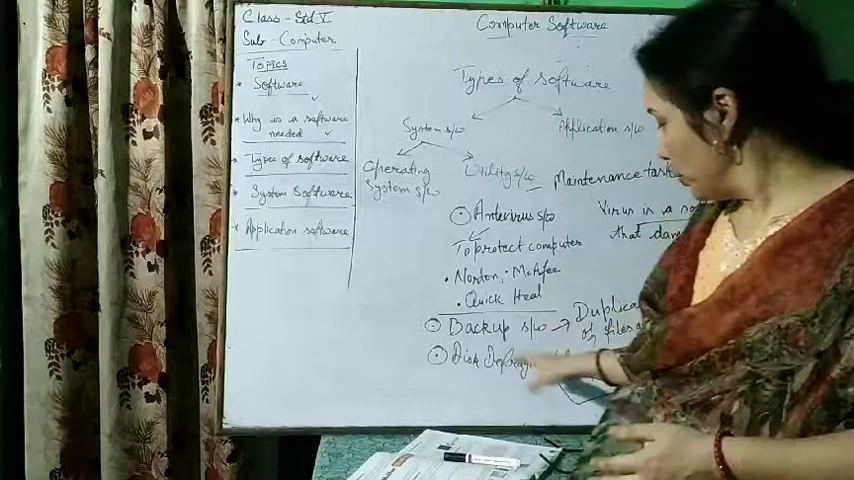 Class - Std V
Sub - Computer
Topics
* Software
* Why is a software
needed
* Types of software
* System software
* Application software
Computer Software
Types of software
System s/w
Application s/w
Operating
System s/w
Utility s/w
Maintenance task
Antivirus s/w
Virus is a
that
To protect computer
• Norton, • McAfee
• Quick Heal
Backup s/w →
of files
Disk